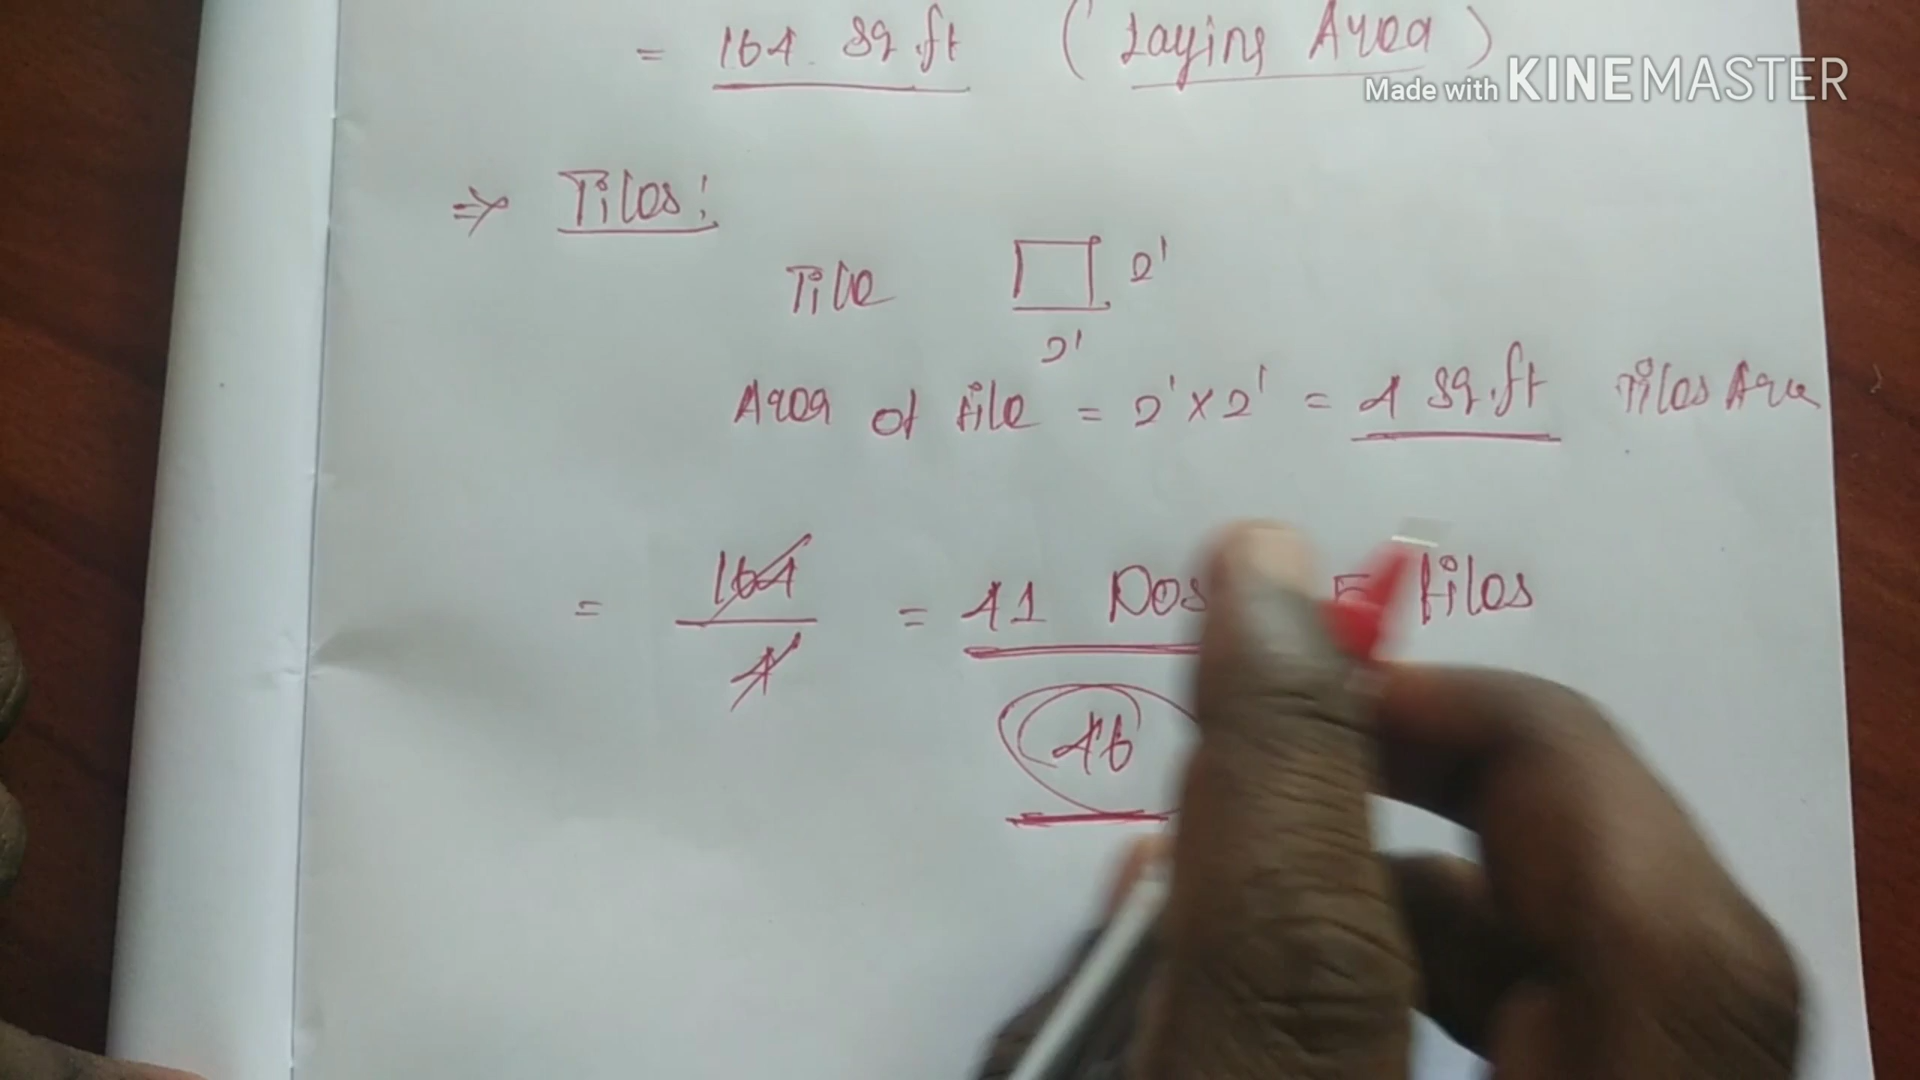 = 164 Sq.ft (Laying Area)
Made with KINEMASTER
⇒ Tiles:
Tile 2'
2'
Area of tile = 2' x 2' = 4 sq.ft Tiles Area
= 164 = 41 Nos 5 tiles
4
46